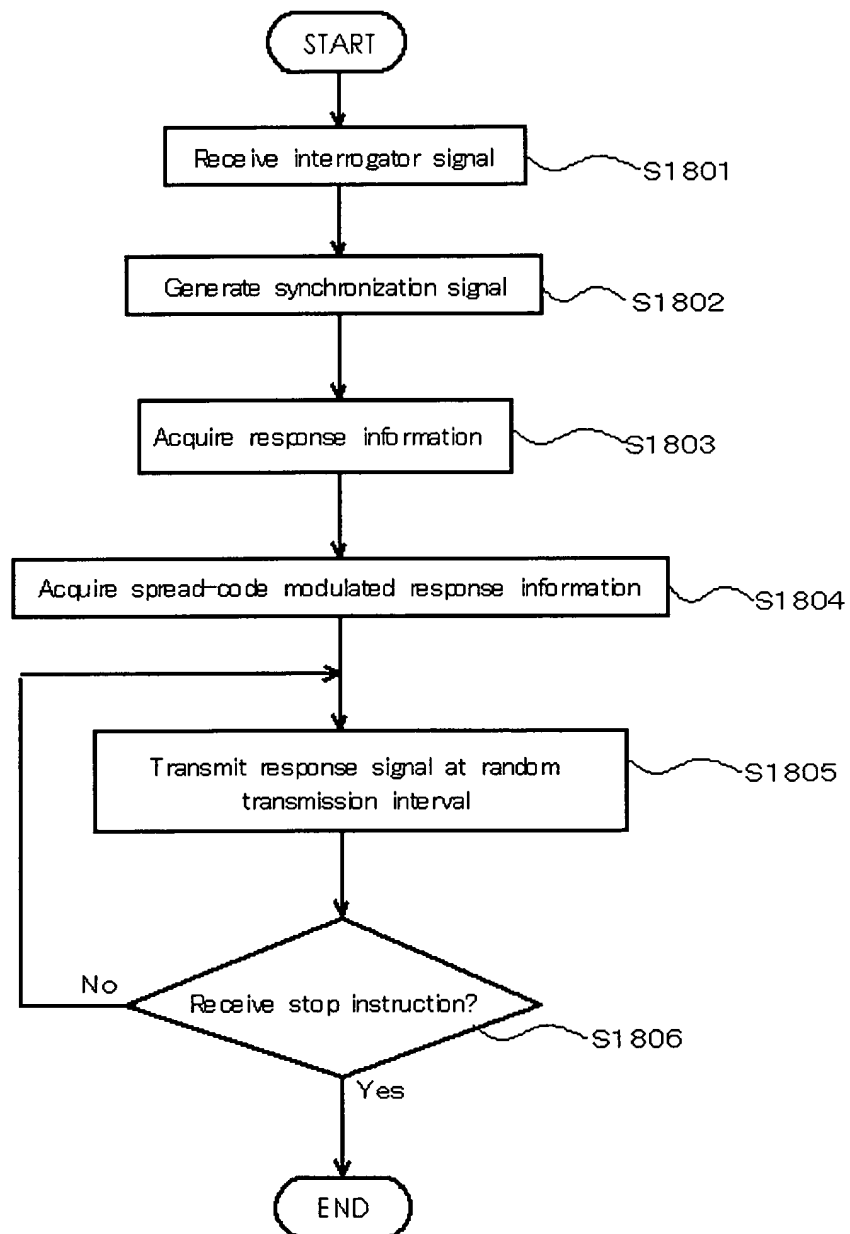 START
Receive interrogator signal
S1801
Generate synchronization signal
S1802
Acquire response information
S1803
Acquire spread-code modulated response information
S1804
Transmit response signal at random
transmission interval
S1805
No
Receive stop instruction?
S1806
Yes
END